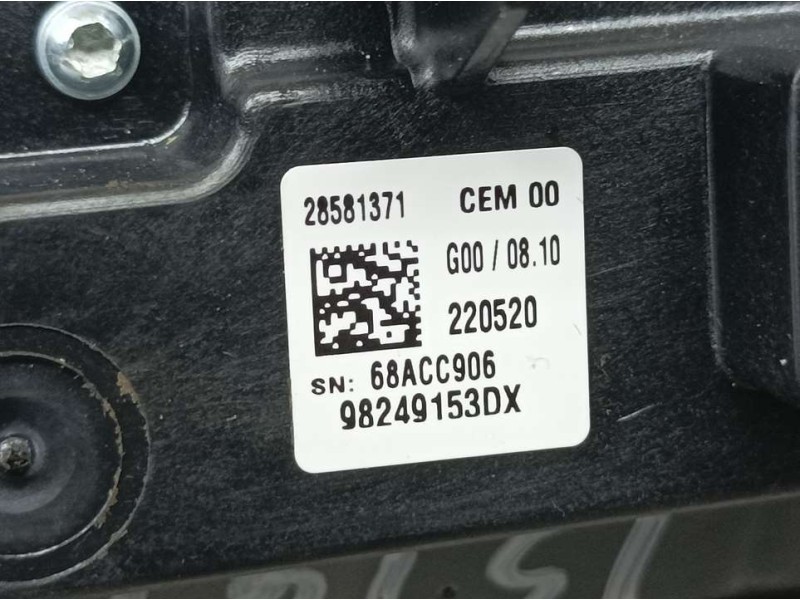 28581371 CEM 00
G00 / 08.10
220520
SN: 68ACC906
98249153DX